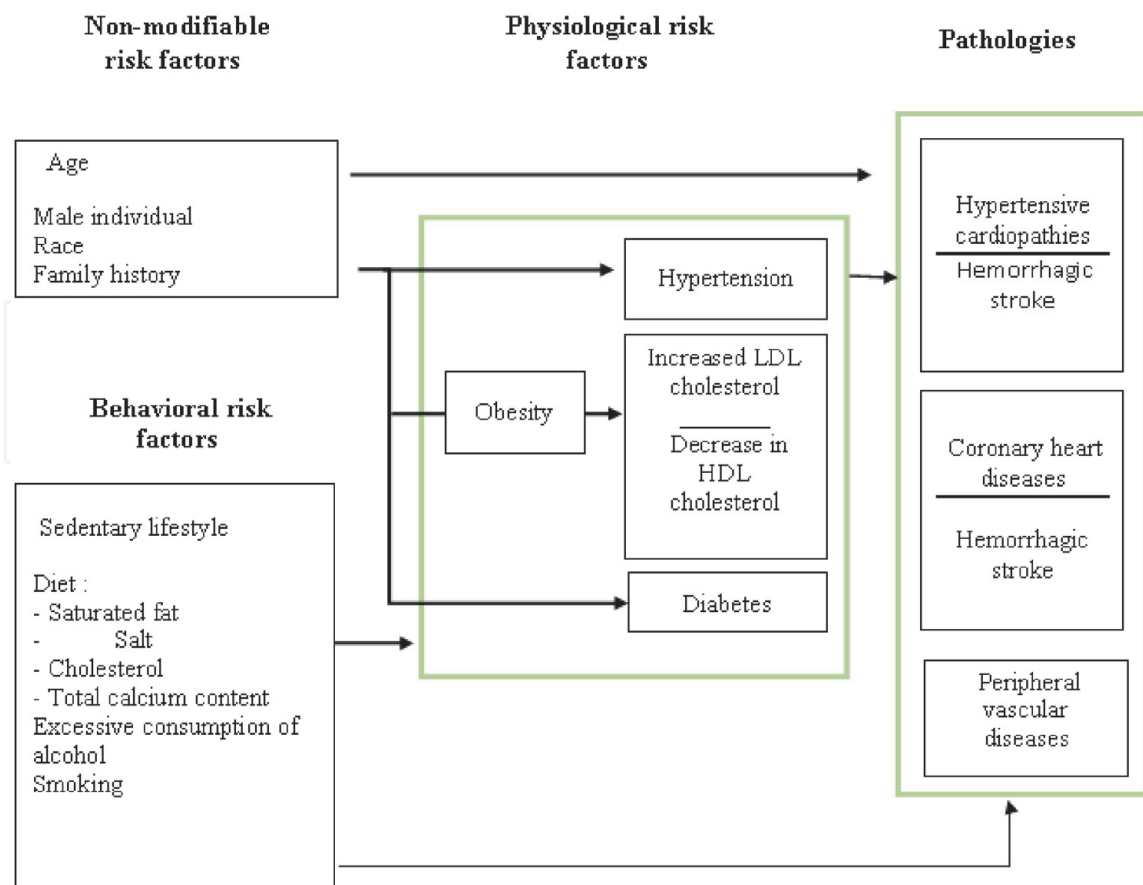 Non-modifiable
risk factors
Physiological risk
factors
Pathologies
Age
Male individual
Race
Family history
Behavioral risk
factors
Sedentary lifestyle
Diet :
- Saturated fat
- Salt
- Cholesterol
- Total calcium content
Excessive consumption of
alcohol
Smoking
Hypertension
Obesity
Increased LDL
cholesterol
Decrease in
HDL
cholesterol
Diabetes
Hypertensive
cardiopathies
Hemorrhagic
stroke
Coronary heart
diseases
Hemorrhagic
stroke
Peripheral
vascular
diseases